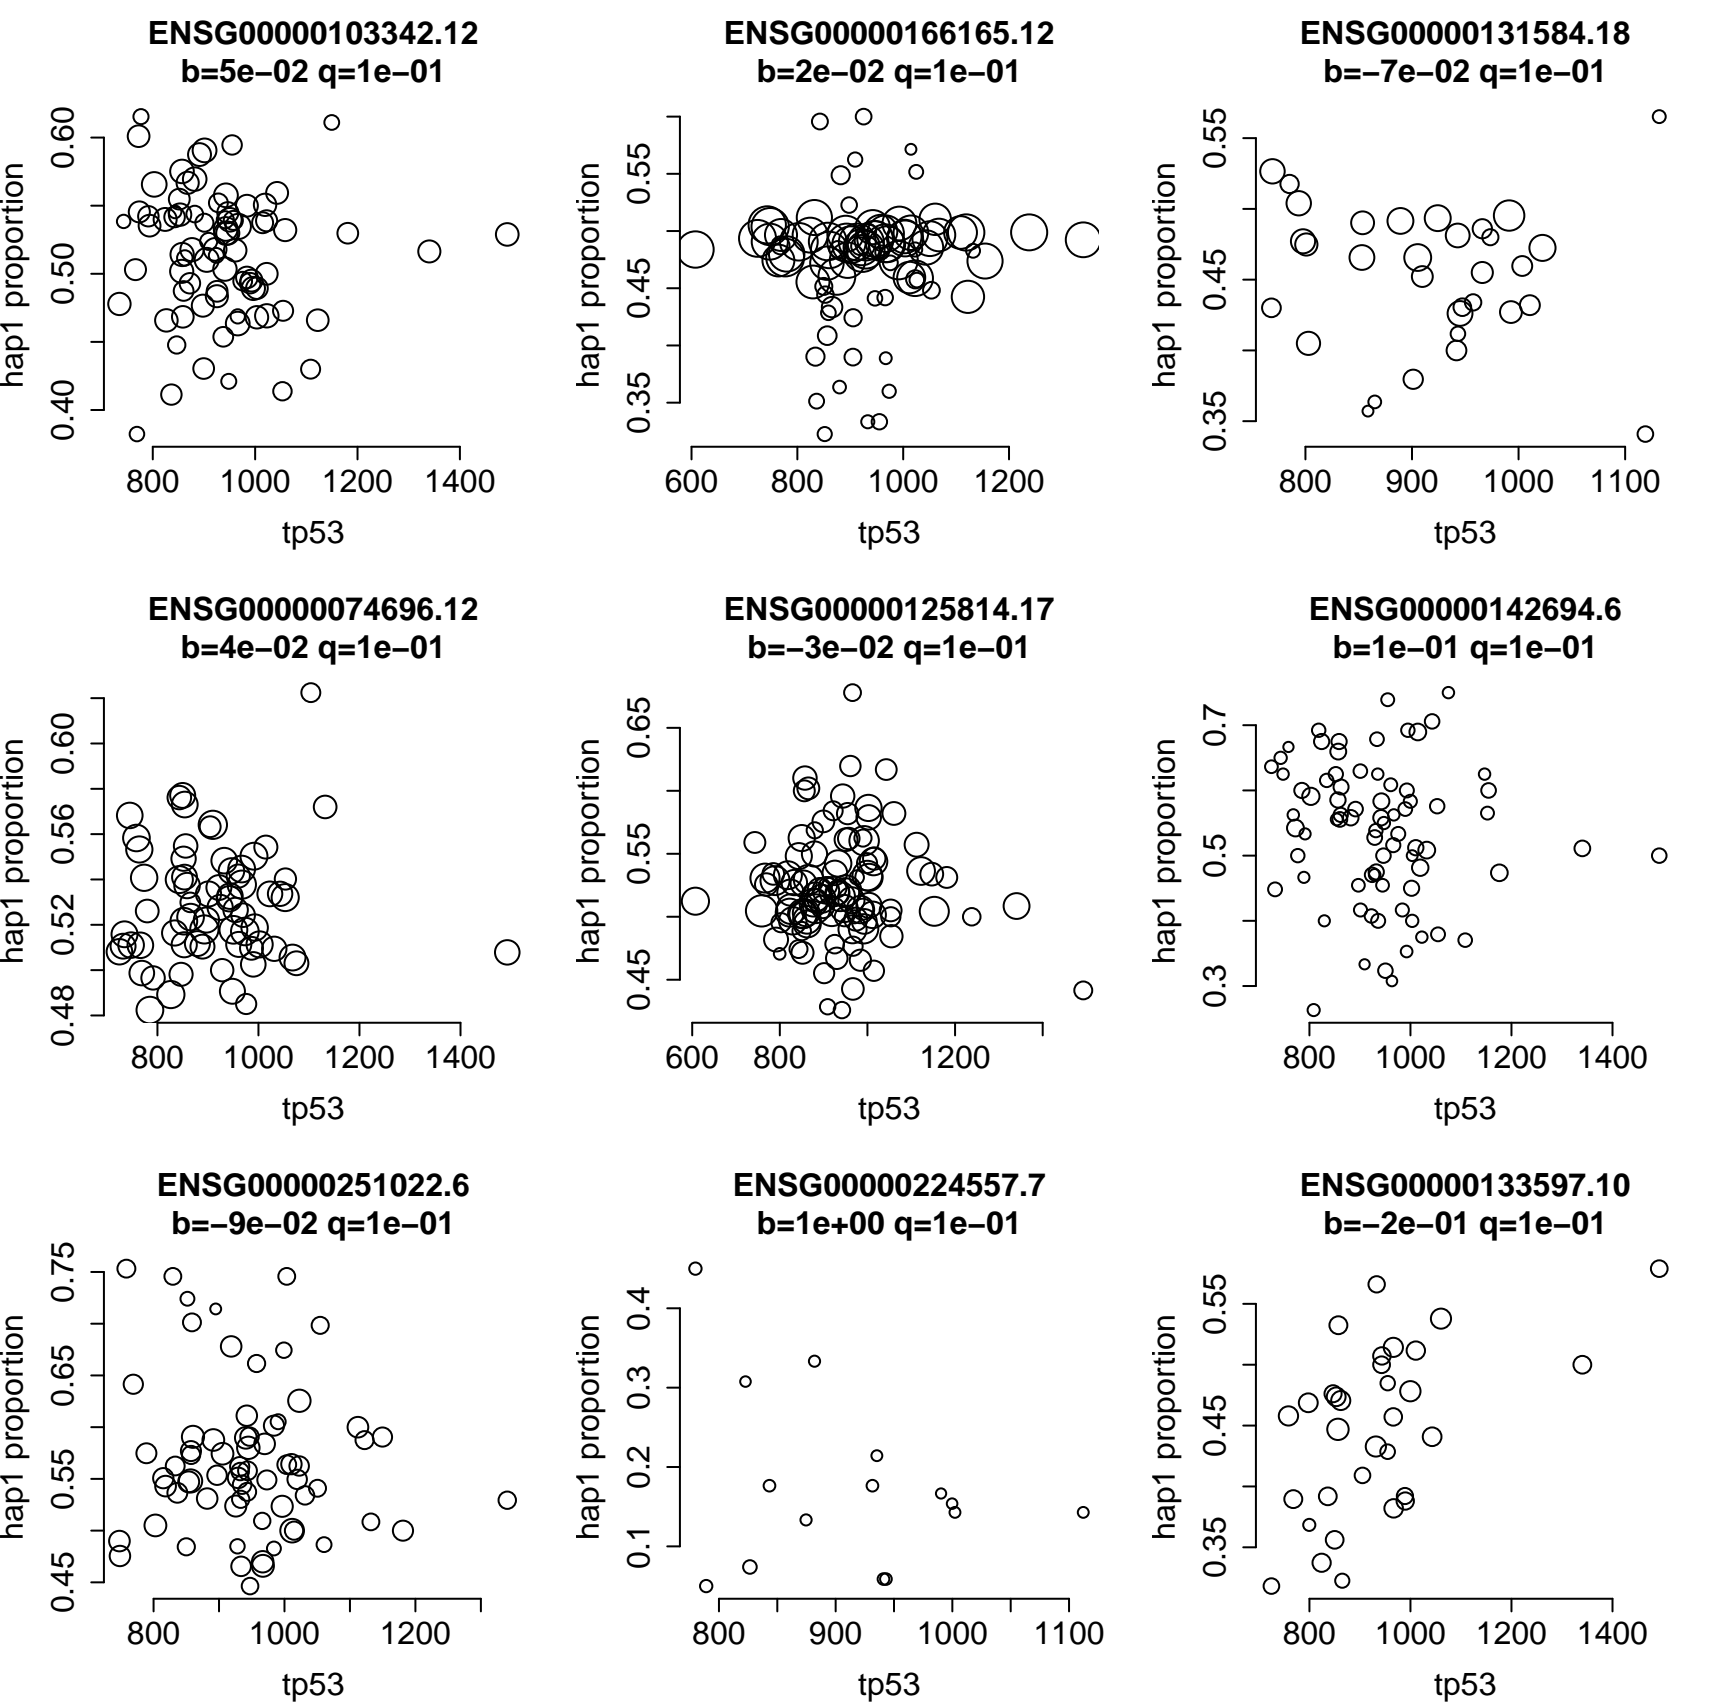 ENSG00000103342.12
b=5e−02 q=1e−01
hap1 proportion
0.40 0.50 0.60
800 1000 1200 1400
tp53
ENSG00000166165.12
b=2e−02 q=1e−01
hap1 proportion
0.35 0.45 0.55
600 800 1000 1200
tp53
ENSG00000131584.18
b=−7e−02 q=1e−01
hap1 proportion
0.35 0.45 0.55
800 900 1000 1100
tp53
ENSG00000074696.12
b=4e−02 q=1e−01
hap1 proportion
0.48 0.52 0.56 0.60
800 1000 1200 1400
tp53
ENSG00000125814.17
b=−3e−02 q=1e−01
hap1 proportion
0.45 0.55 0.65
600 800 1200
tp53
ENSG00000142694.6
b=1e−01 q=1e−01
hap1 proportion
0.3 0.5 0.7
800 1000 1200 1400
tp53
ENSG00000251022.6
b=−9e−02 q=1e−01
hap1 proportion
0.45 0.55 0.65 0.75
800 1000 1200
tp53
ENSG00000224557.7
b=1e+00 q=1e−01
hap1 proportion
0.1 0.2 0.3 0.4
800 900 1000 1100
tp53
ENSG00000133597.10
b=−2e−01 q=1e−01
hap1 proportion
0.35 0.45 0.55
800 1000 1200 1400
tp53